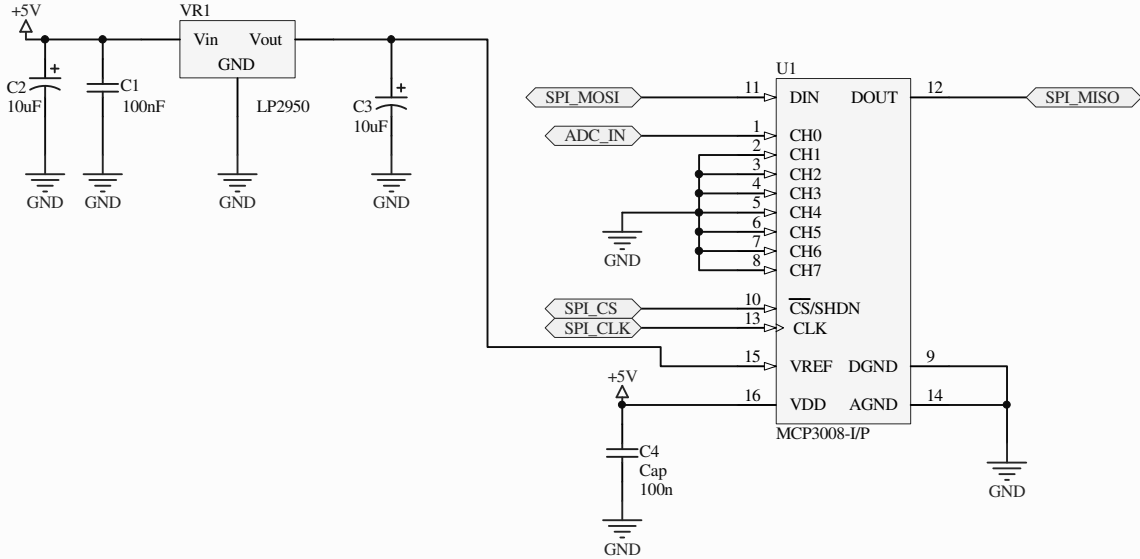 +5V
VR1
Vin
Vout
GND
LP2950
C2
10uF
+
C1
100nF
C3
10uF
+
GND
GND
GND
GND
U1
SPI_MOSI
11
DIN
DOUT
12
SPI_MISO
ADC_IN
1
CH0
2
CH1
3
CH2
4
CH3
5
CH4
6
CH5
7
CH6
8
CH7
GND
SPI_CS
10
CS/SHDN
SPI_CLK
13
CLK
15
VREF
DGND
9
+5V
16
VDD
AGND
14
MCP3008-I/P
C4
Cap
100n
GND
GND